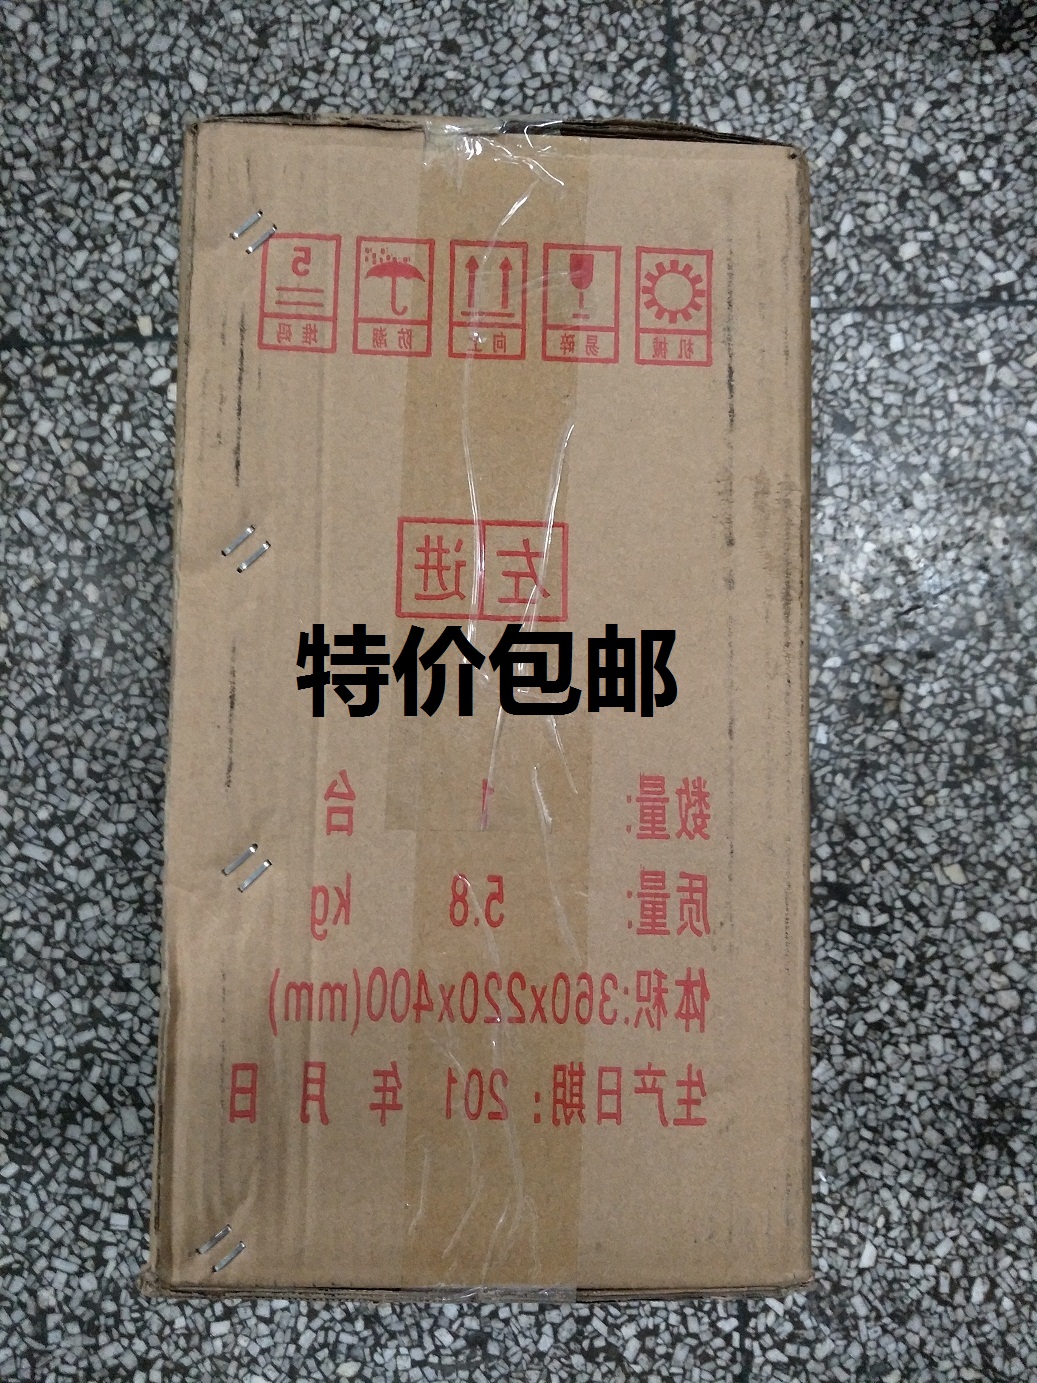 机械 易碎 向上 防潮 5 堆码
左进
特价包邮
数量: 1 台
质量: 5.8 kg
体积:360x220x400(mm)
生产日期: 201 年 月 日